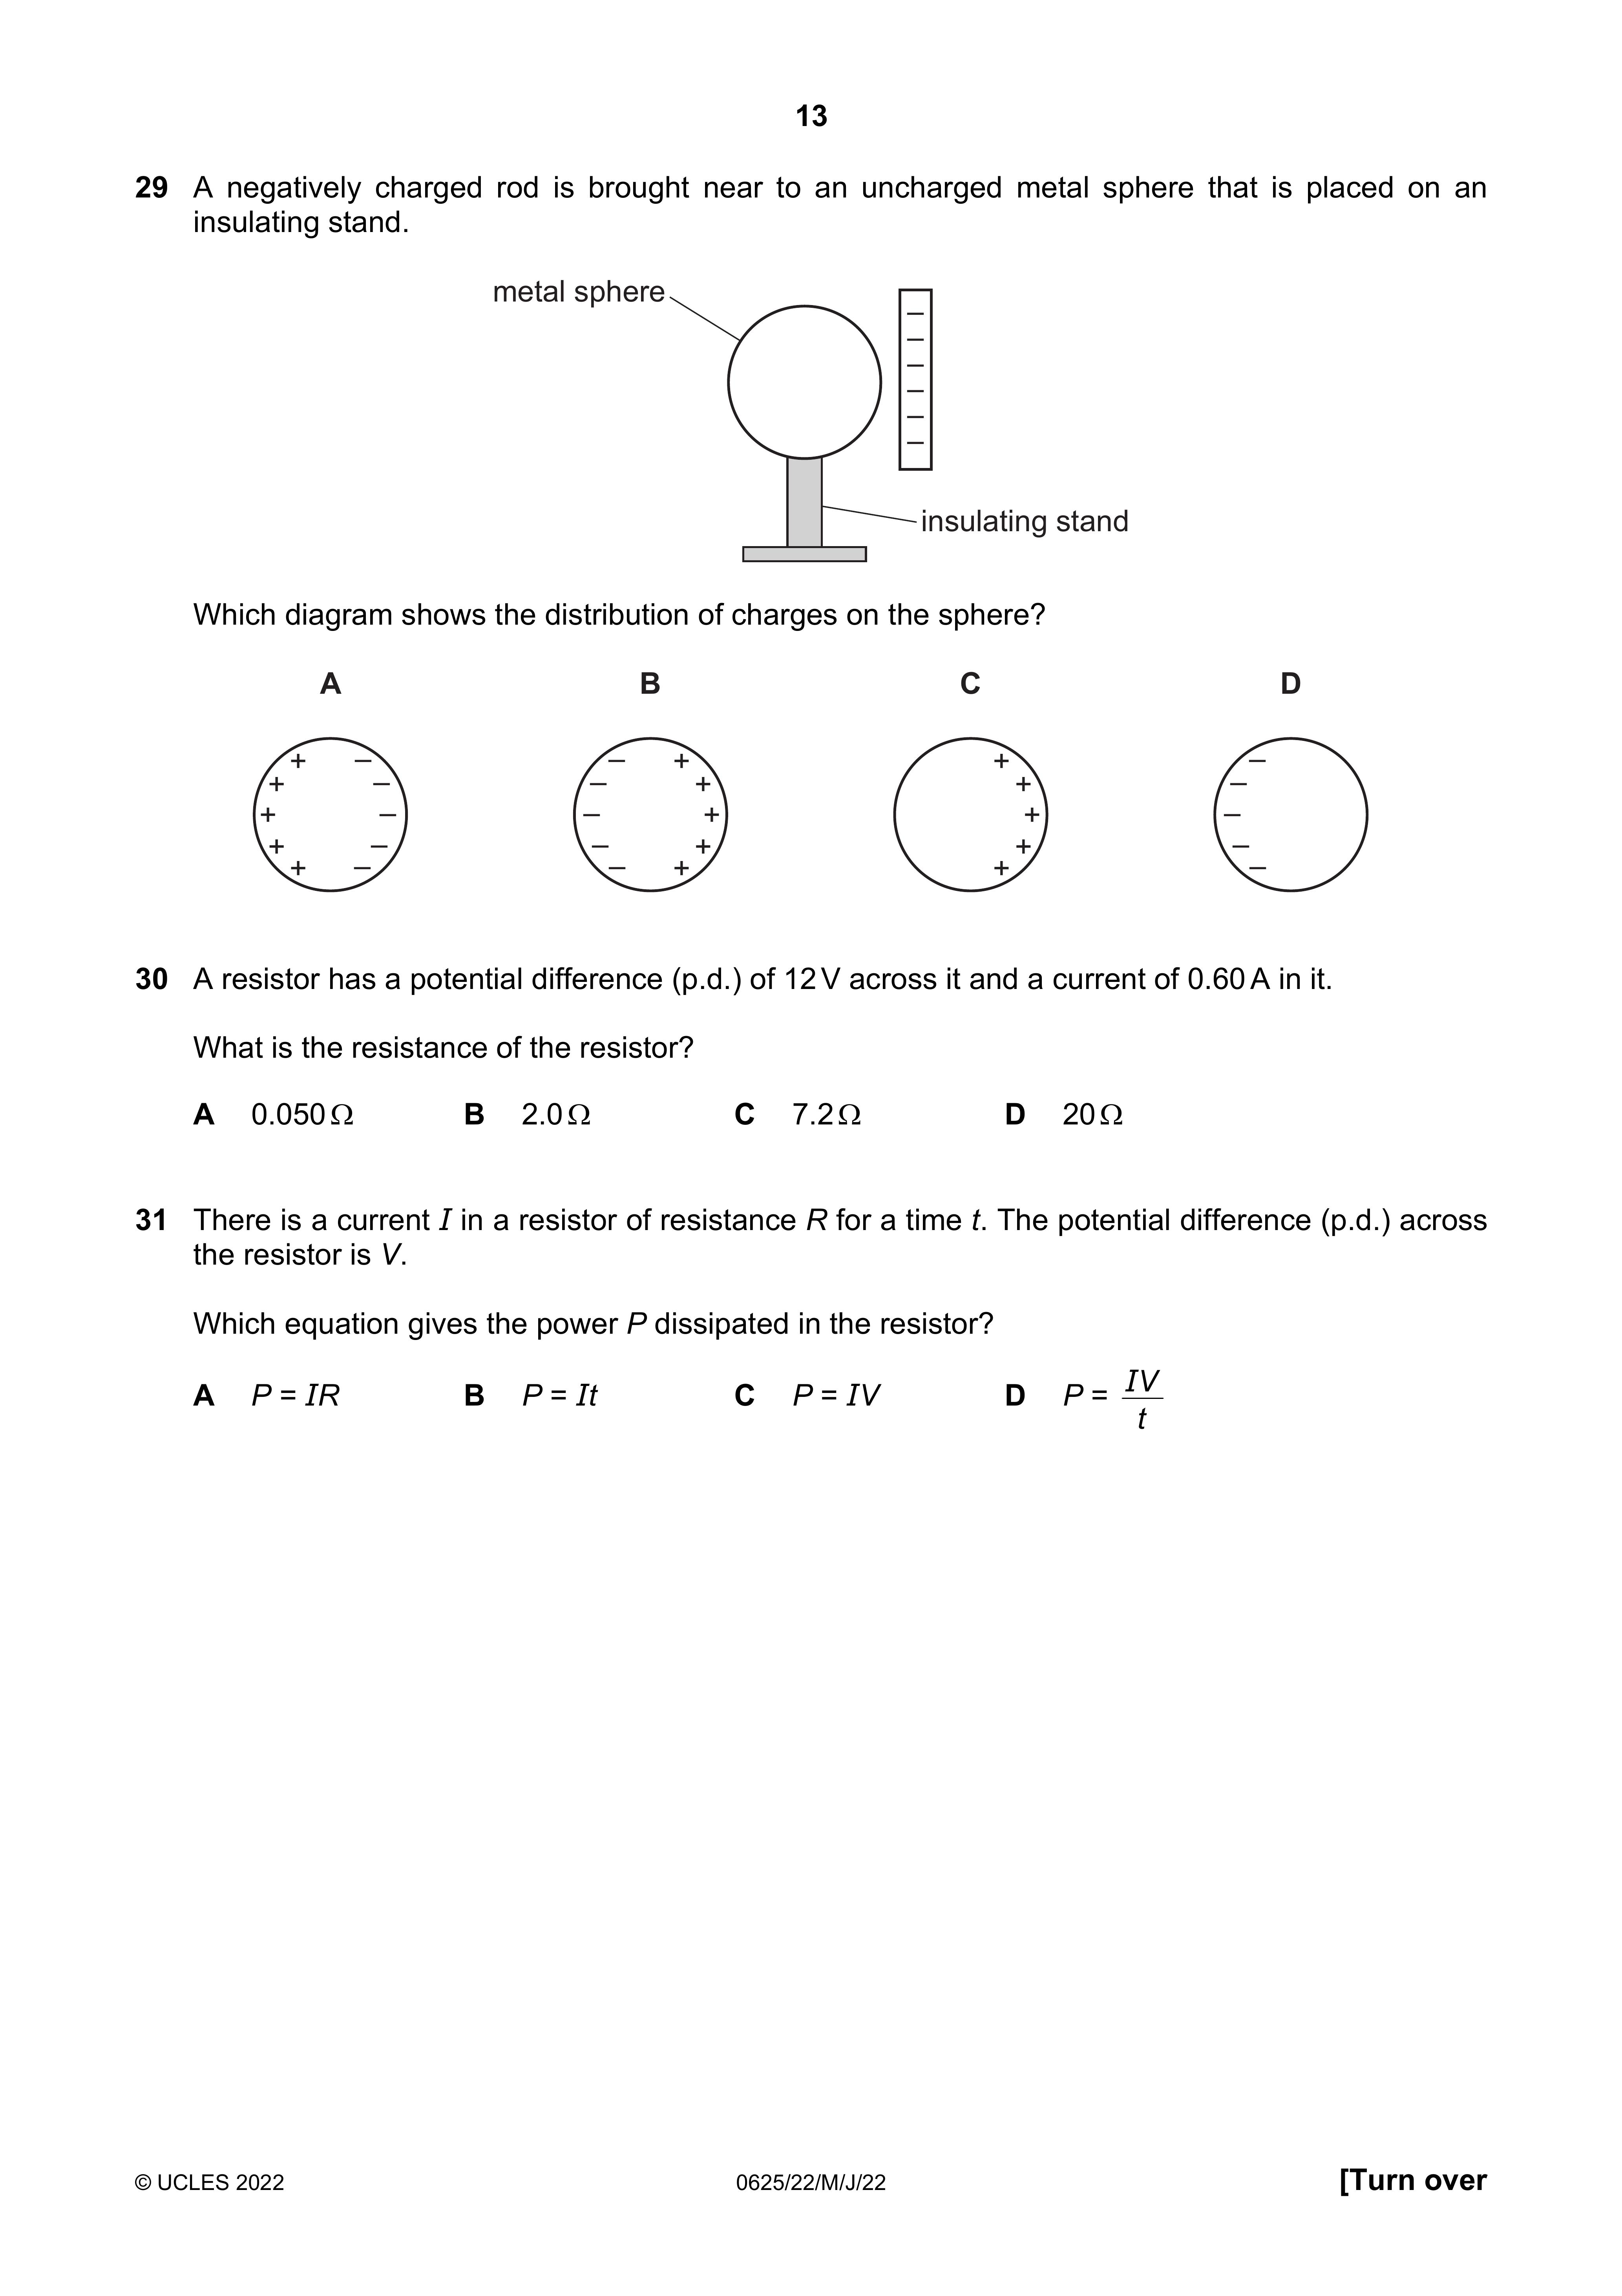 13
29 A negatively charged rod is brought near to an uncharged metal sphere that is placed on an
insulating stand.
metal sphere
– – – – – –
insulating stand
Which diagram shows the distribution of charges on the sphere?
A B C D
+ – – + + –
+ – – + + –
+ – – + + –
+ – – + + –
+ – – + + –
30 A resistor has a potential difference (p.d.) of 12 V across it and a current of 0.60 A in it.
What is the resistance of the resistor?
A 0.050 Ω B 2.0 Ω C 7.2 Ω D 20 Ω
31 There is a current I in a resistor of resistance R for a time t. The potential difference (p.d.) across
the resistor is V.
Which equation gives the power P dissipated in the resistor?
A P = IR B P = It C P = IV D P = IV/t
© UCLES 2022 0625/22/M/J/22 [Turn over